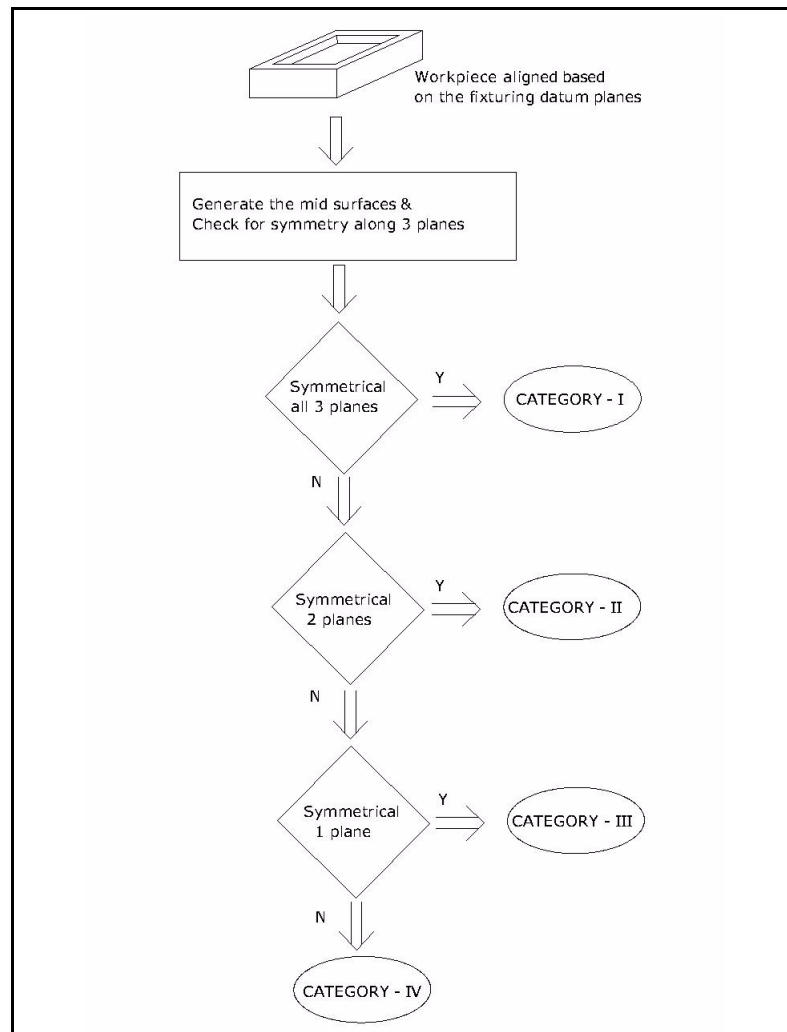 Workpiece aligned based
on the fixturing datum planes
Generate the mid surfaces &
Check for symmetry along 3 planes
Symmetrical
all 3 planes
Y
CATEGORY - I
N
Symmetrical
2 planes
Y
CATEGORY - II
N
Symmetrical
1 plane
Y
CATEGORY - III
N
CATEGORY - IV